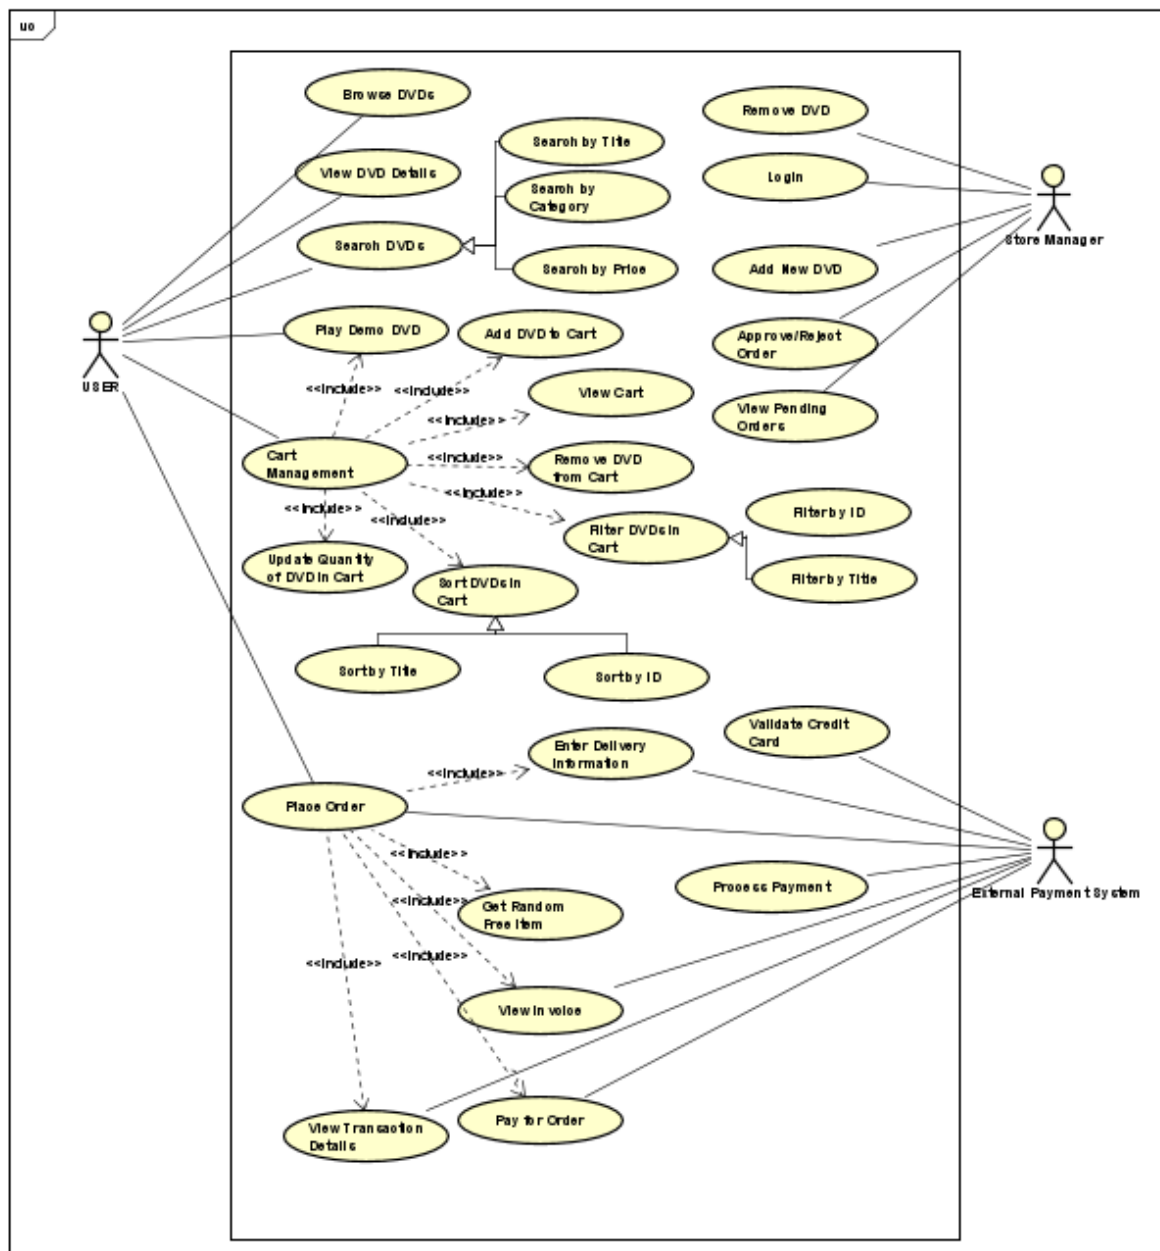 uc
Browse DVDs
Remove DVD
Search by Title
View DVD Details
Login
Search by
Category
Search DVDs
Store Manager
Search by Price
Add New DVD
Play Demo DVD
Add DVD to Cart
Approve/Reject
Order
USER
<<include>>
<<include>>
View Cart
<<include>>
View Pending
Orders
Cart
Management
<<include>>
Remove DVD
from Cart
<<include>>
<<include>>
<<include>>
Filter DVDs in
Cart
Filter by ID
Update Quantity
of DVD in Cart
Sort DVDs in
Cart
Filter by Title
Sort by Title
Sort by ID
Validate Credit
Card
Enter Delivery
Information
<<include>>
Place Order
<<include>>
Process Payment
External Payment System
<<include>>
Get Random
Free Item
<<include>>
<<include>>
View invoice
Pay for Order
View Transaction
Details